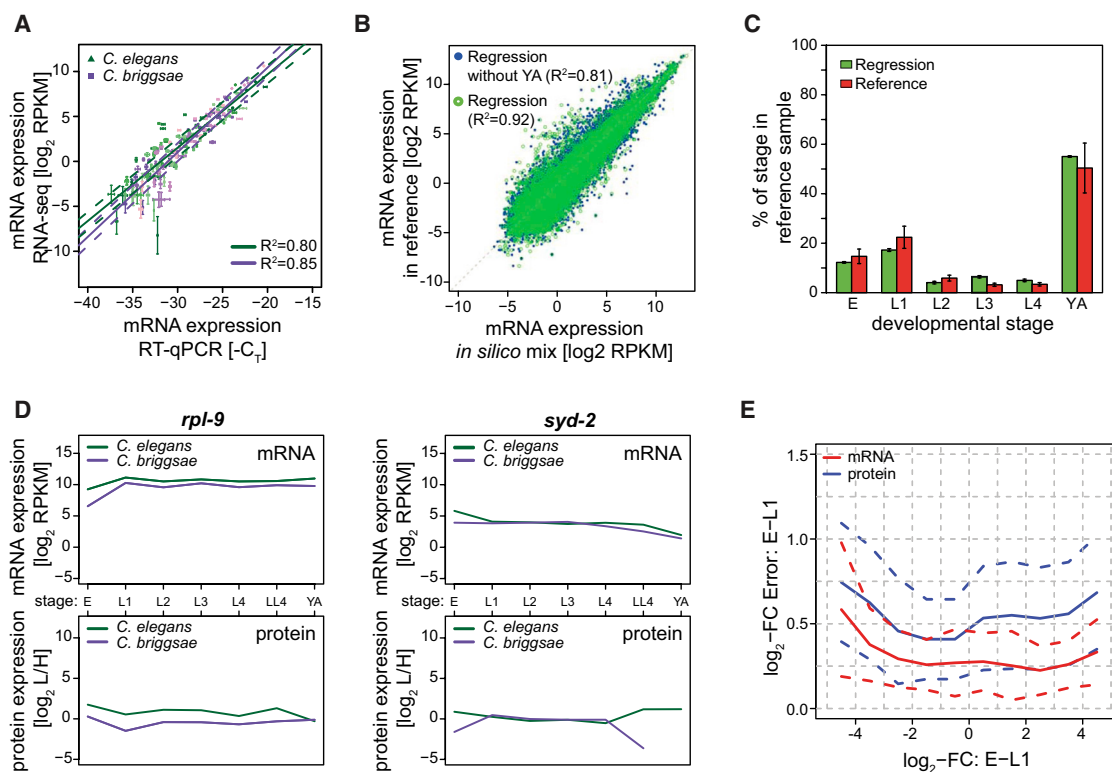 A
C. elegans
C. briggsae
mRNA expression
RNA-seq [log2 RPKM]
10
5
0
−5
−10
R2=0.80
R2=0.85
−40
−35
−30
−25
−20
−15
mRNA expression
RT-qPCR [-CT]
B
Regression
without YA (R2=0.81)
Regression
(R2=0.92)
mRNA expression
in reference [log2 RPKM]
10
5
0
-5
-10
−10
−5
0
5
10
mRNA expression
in silico mix [log2 RPKM]
C
Regression
Reference
% of stage in
reference sample
100
80
60
40
20
0
E
L1
L2
L3
L4
YA
developmental stage
D
rpl-9
C. elegans
C. briggsae
mRNA
mRNA expression
[log2 RPKM]
15
10
5
0
−5
stage:
E
L1
L2
L3
L4
LL4
YA
C. elegans
C. briggsae
protein
protein expression
[log2 L/H]
10
5
0
−5
syd-2
C. elegans
C. briggsae
mRNA
mRNA expression
[log2 RPKM]
15
10
5
0
−5
stage:
E
L1
L2
L3
L4
LL4
YA
C. elegans
C. briggsae
protein
protein expression
[log2 L/H]
10
5
0
−5
E
mRNA
protein
log2−FC Error: E−L1
1.5
1.0
0.5
0.0
-4
-2
0
2
4
log2−FC: E−L1